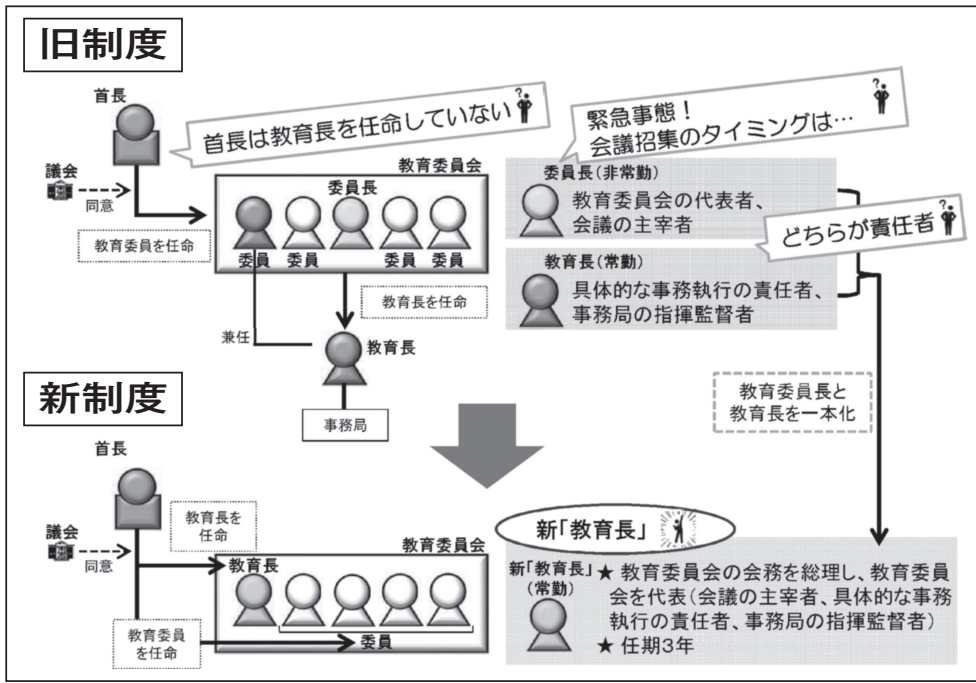 旧制度
首長
首長は教育長を任命していない
?
緊急事態！
会議招集のタイミングは…
?
議会
同意
教育委員を任命
教育委員会
委員長
委員
委員
委員
委員
教育長を任命
兼任
教育長
事務局
委員長（非常勤）
教育委員会の代表者、
会議の主宰者
どちらが責任者
?
教育長（常勤）
具体的な事務執行の責任者、
事務局の指揮監督者
教育委員長と
教育長を一本化
新制度
首長
教育長を
任命
議会
同意
教育委員
を任命
教育委員会
教育長
委員
新「教育長」
新「教育長」
（常勤）
★ 教育委員会の会務を総理し、教育委員
会を代表（会議の主宰者、具体的な事務
執行の責任者、事務局の指揮監督者）
★ 任期3年